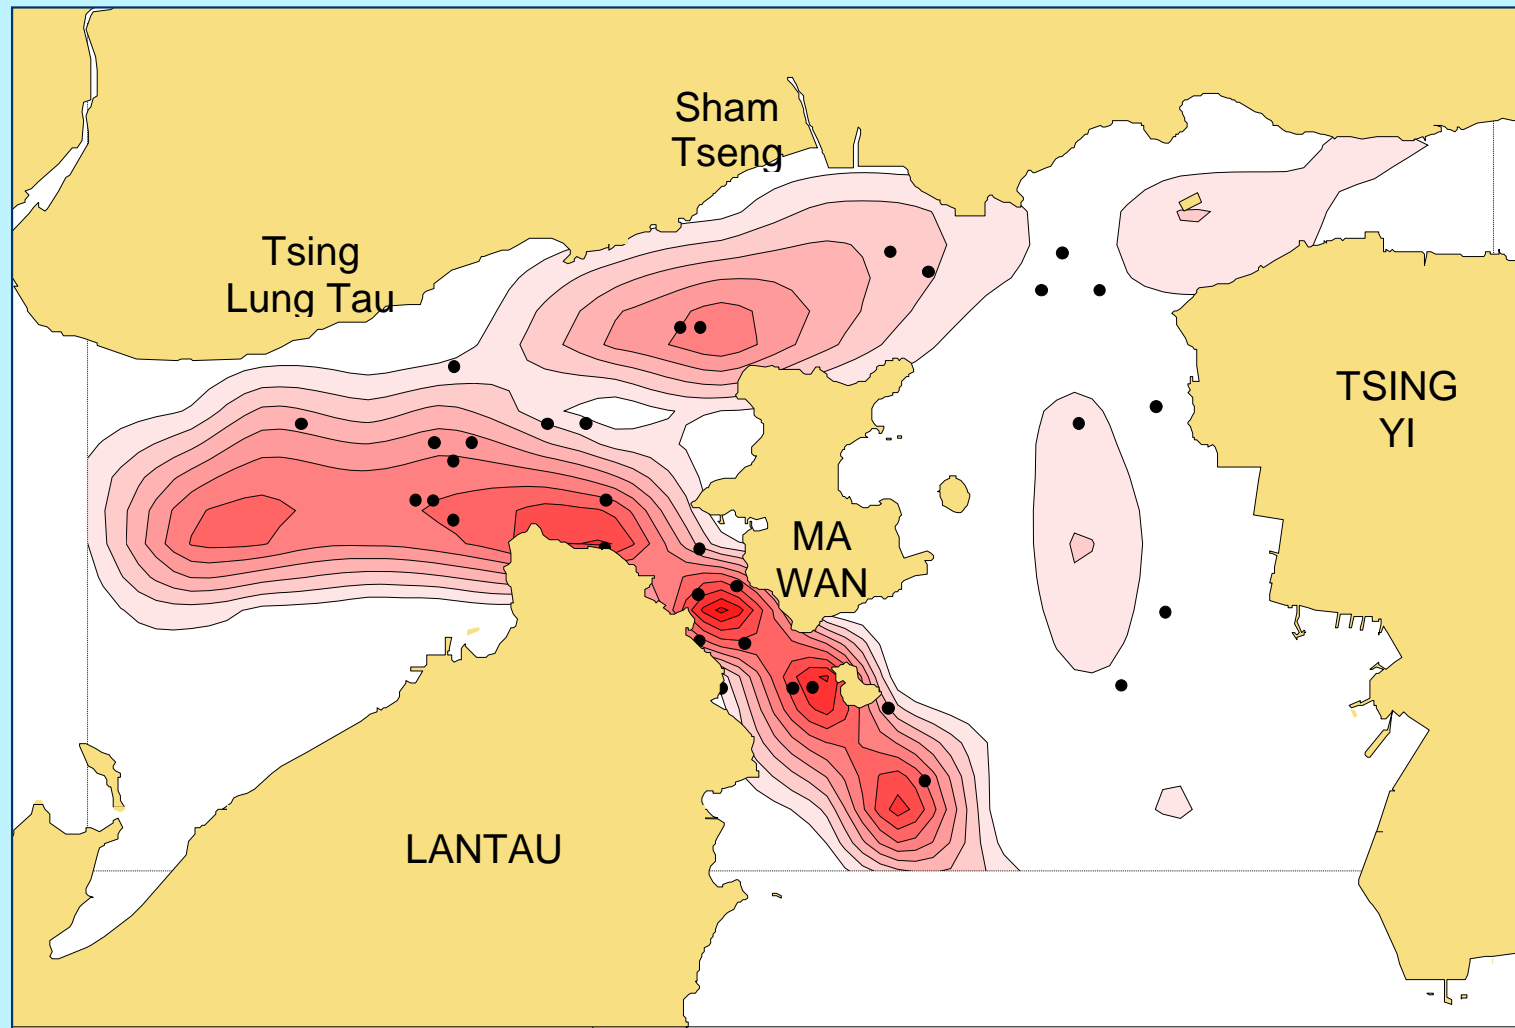 Sham
Tseng
Tsing
Lung Tau
TSING
YI
MA
WAN
LANTAU